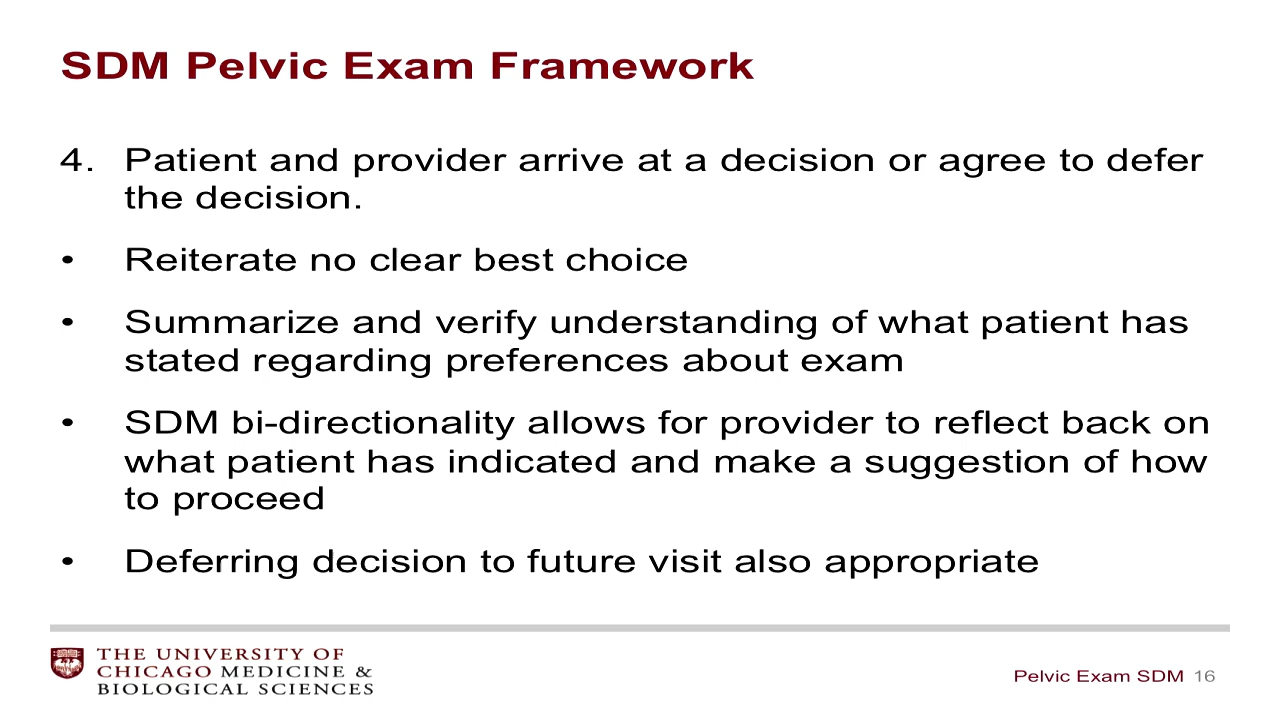 SDM Pelvic Exam Framework
4. Patient and provider arrive at a decision or agree to defer
the decision.
• Reiterate no clear best choice
• Summarize and verify understanding of what patient has
stated regarding preferences about exam
• SDM bi-directionality allows for provider to reflect back on
what patient has indicated and make a suggestion of how
to proceed
• Deferring decision to future visit also appropriate
THE UNIVERSITY OF
CHICAGO MEDICINE &
BIOLOGICAL SCIENCES
Pelvic Exam SDM 16